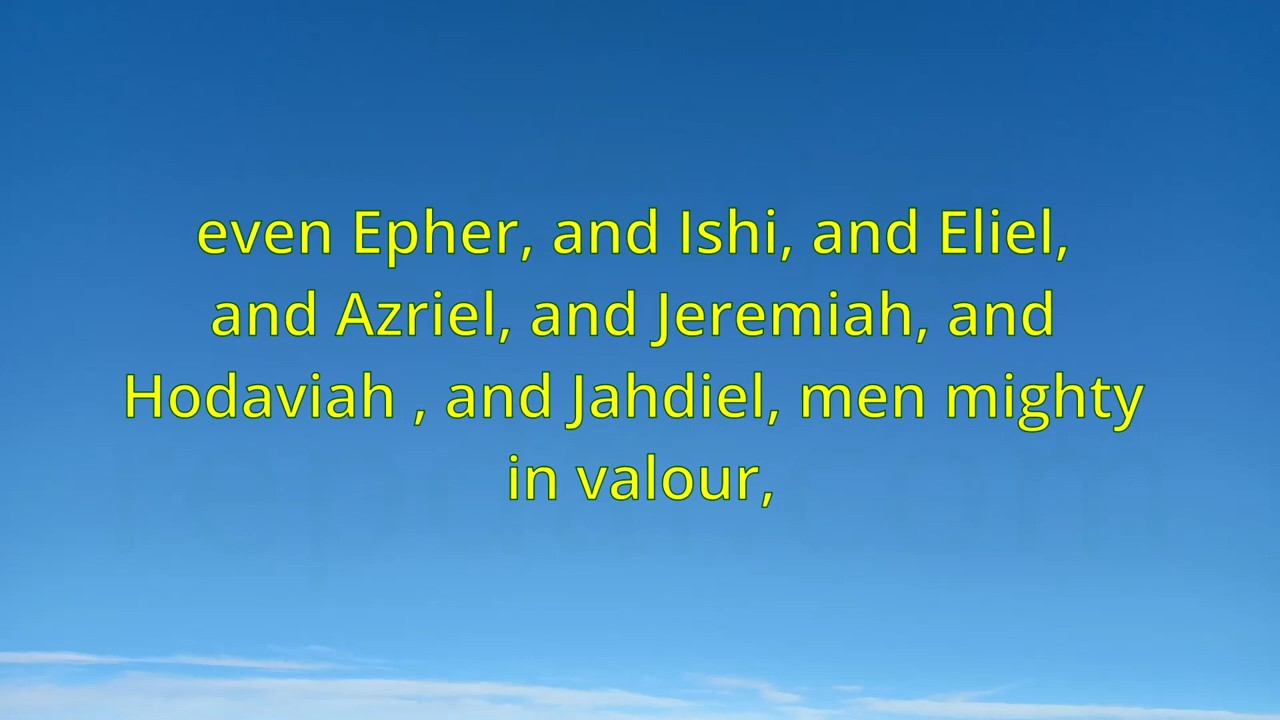 even Epher, and Ishi, and Eliel,
and Azriel, and Jeremiah, and
Hodaviah , and Jahdiel, men mighty
in valour,